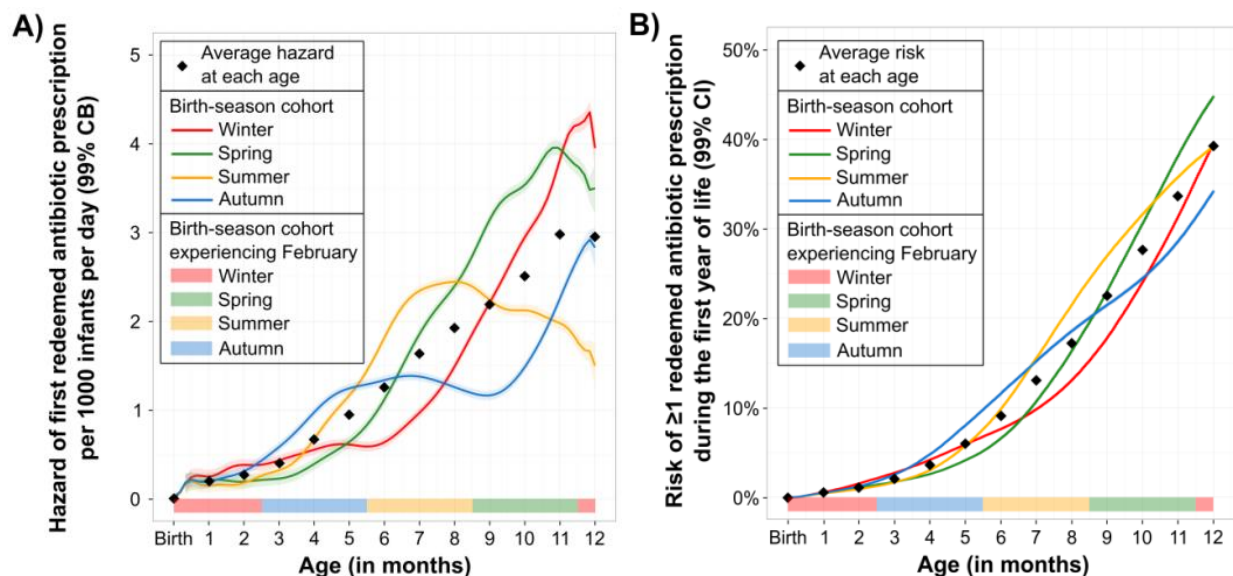 A)
Hazard of first redeemed antibiotic prescription
per 1000 infants per day (99% CB)
5
4
3
2
1
0
Average hazard
at each age
Birth-season cohort
Winter
Spring
Summer
Autumn
Birth-season cohort
experiencing February
Winter
Spring
Summer
Autumn
Birth 1 2 3 4 5 6 7 8 9 10 11 12
Age (in months)
B)
Risk of ≥1 redeemed antibiotic prescription
during the first year of life (99% CI)
50%
40%
30%
20%
10%
0%
Average risk
at each age
Birth-season cohort
Winter
Spring
Summer
Autumn
Birth-season cohort
experiencing February
Winter
Spring
Summer
Autumn
Birth 1 2 3 4 5 6 7 8 9 10 11 12
Age (in months)